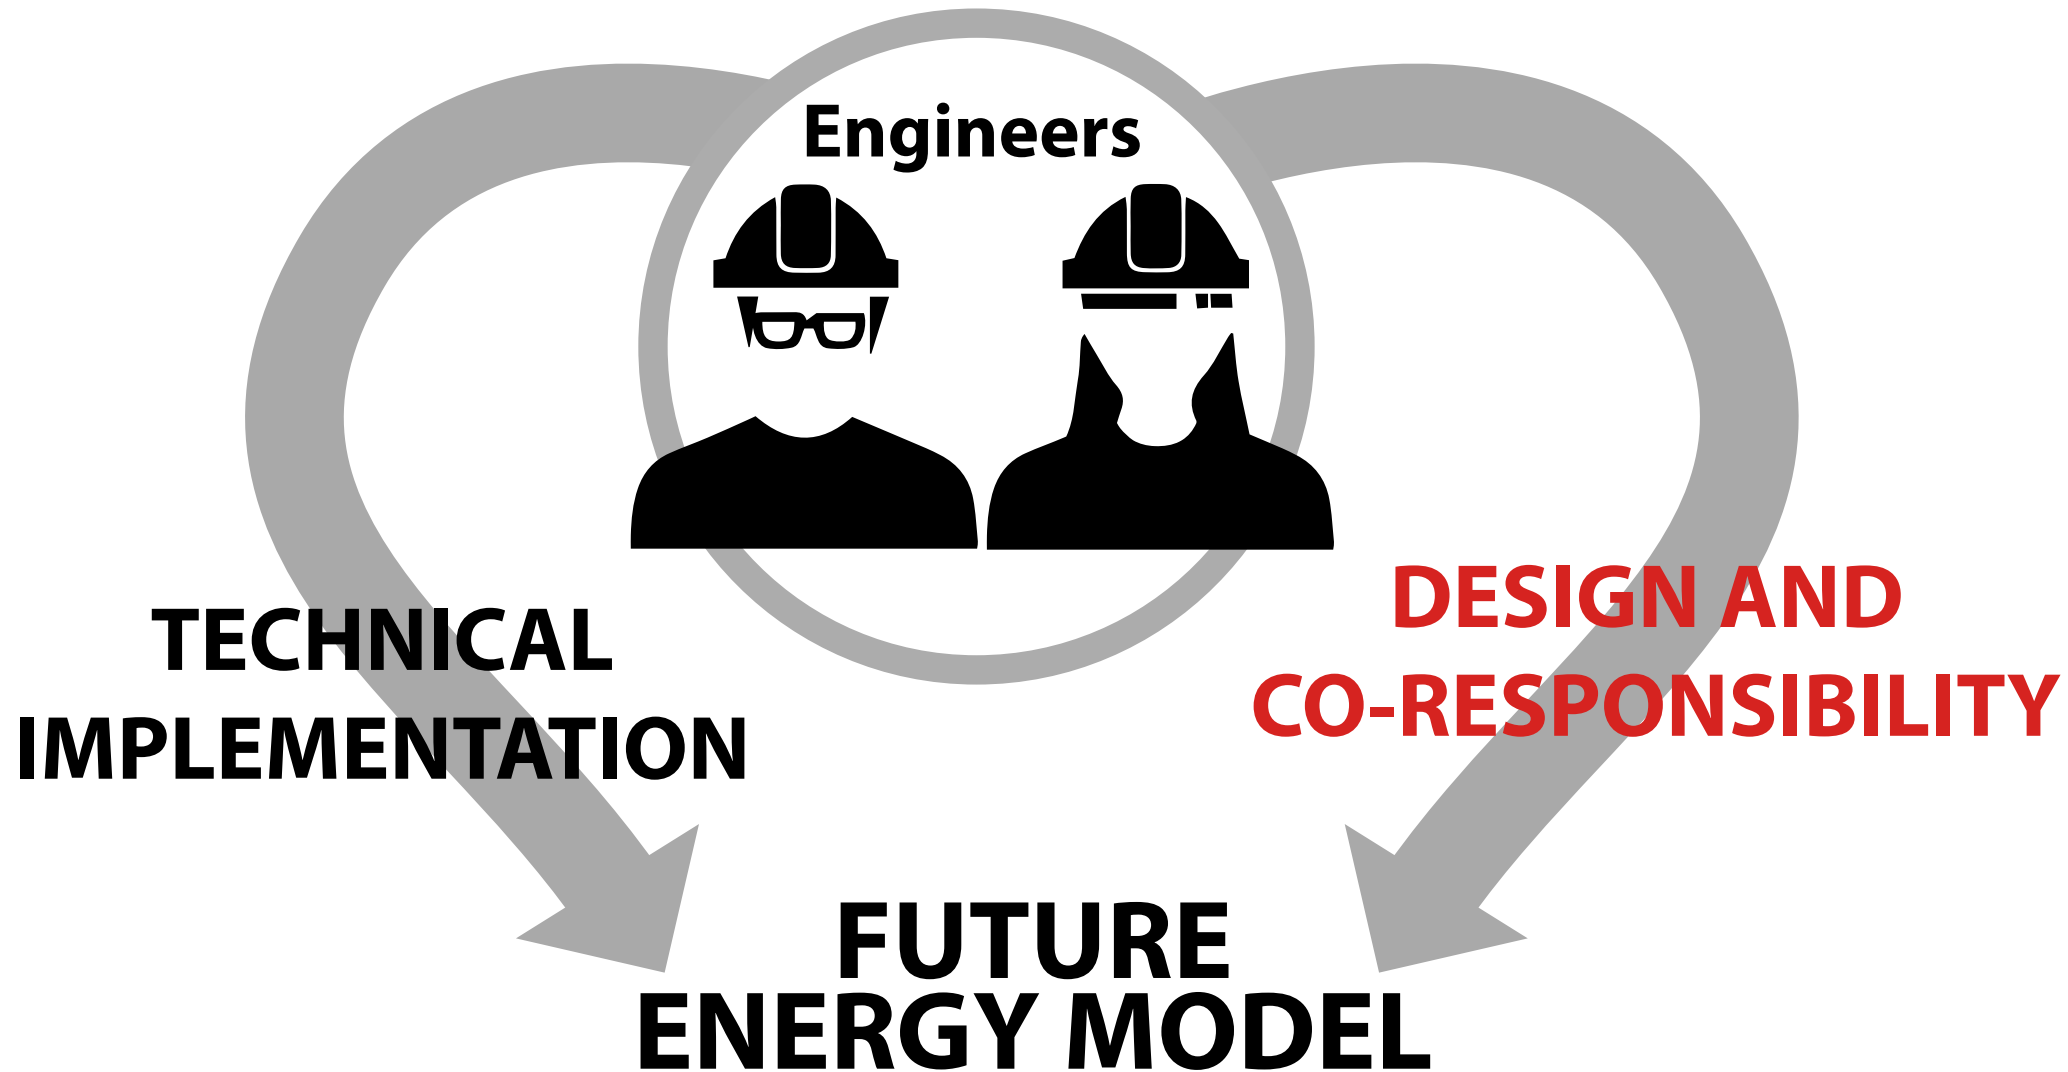 Engineers
TECHNICAL
IMPLEMENTATION
DESIGN AND
CO-RESPONSIBILITY
FUTURE
ENERGY MODEL